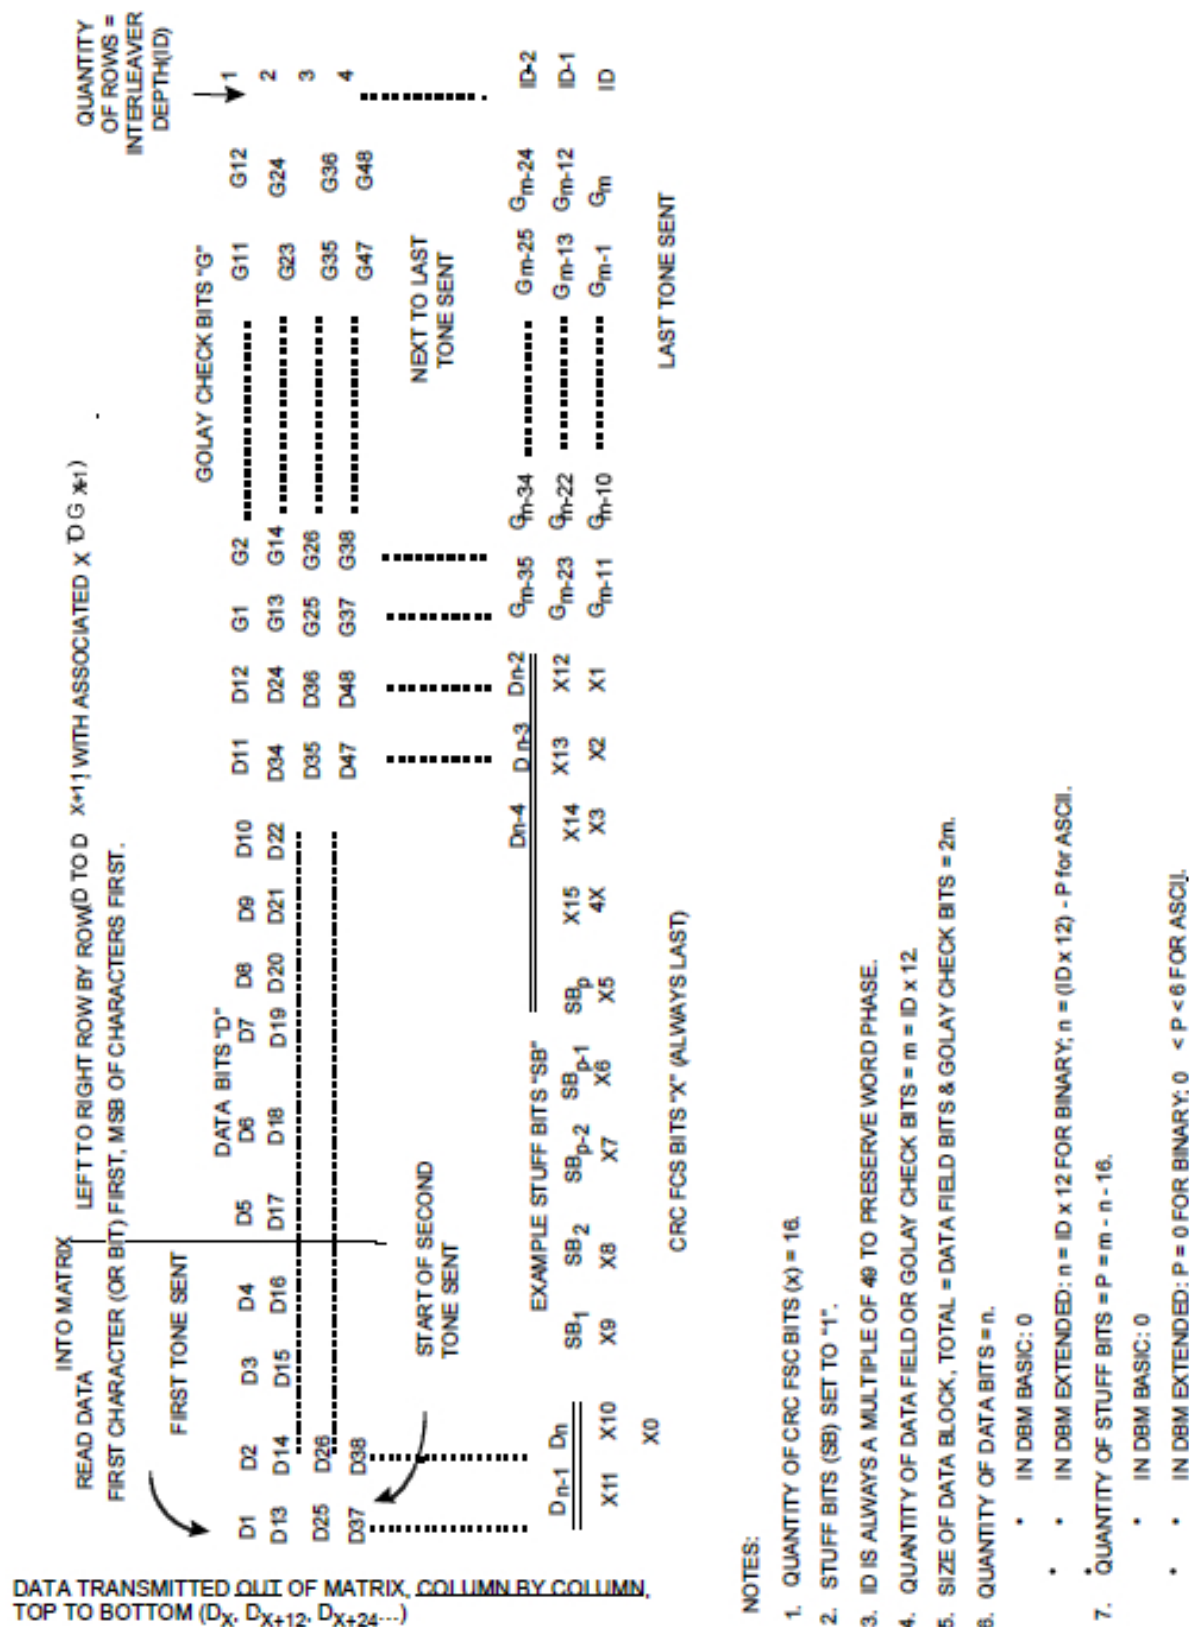 INTO MATRIX
READ DATA LEFT TO RIGHT ROW BY ROW(D TO D X+11 WITH ASSOCIATED X TO G X+1)
FIRST CHARACTER (OR BIT) FIRST, MSB OF CHARACTERS FIRST.
QUANTITY
OF ROWS =
INTERLEAVER
DEPTH(ID)
FIRST TONE SENT
DATA BITS "D"
GOLAY CHECK BITS "G"
D1 D2 D3 D4 D5 D6 D7 D8 D9 D10 D11 D12 G1 G2 G11 G12 1
D13 D14 D15 D16 D17 D18 D19 D20 D21 D22 D34 D24 G13 G14 G23 G24 2
D25 D26 D35 D36 G25 G26 G35 G36 3
D37 D38 D47 D48 G37 G38 G47 G48 4
START OF SECOND
TONE SENT
NEXT TO LAST
TONE SENT
EXAMPLE STUFF BITS "SB"
Dn-4 Dn-3 Dn-2 Gm-35 Gm-34 Gm-25 Gm-24 ID-2
Dn-1 Dn SB1 SB2 SBp-2 SBp-1 SBp X15 X14 X13 X12 Gm-23 Gm-22 Gm-13 Gm-12 ID-1
X11 X10 X9 X8 X7 X6 X5 4X X3 X2 X1 Gm-11 Gm-10 Gm-1 Gm ID
X0
CRC FCS BITS "X" (ALWAYS LAST)
LAST TONE SENT
DATA TRANSMITTED OUT OF MATRIX, COLUMN BY COLUMN,
TOP TO BOTTOM (DX, DX+12, DX+24...)
NOTES:
1. QUANTITY OF CRC FSC BITS (x) = 16.
2. STUFF BITS (SB) SET TO "1".
3. ID IS ALWAYS A MULTIPLE OF 49 TO PRESERVE WORD PHASE.
4. QUANTITY OF DATA FIELD OR GOLAY CHECK BITS = m = ID x 12.
5. SIZE OF DATA BLOCK, TOTAL = DATA FIELD BITS & GOLAY CHECK BITS = 2m.
6. QUANTITY OF DATA BITS = n.
• IN DBM BASIC: 0
• IN DBM EXTENDED: n = ID x 12 FOR BINARY; n = (ID x 12) - P for ASCII.
7. QUANTITY OF STUFF BITS = P = m - n - 16.
• IN DBM BASIC: 0
• IN DBM EXTENDED: P = 0 FOR BINARY; 0 < P < 6 FOR ASCII.